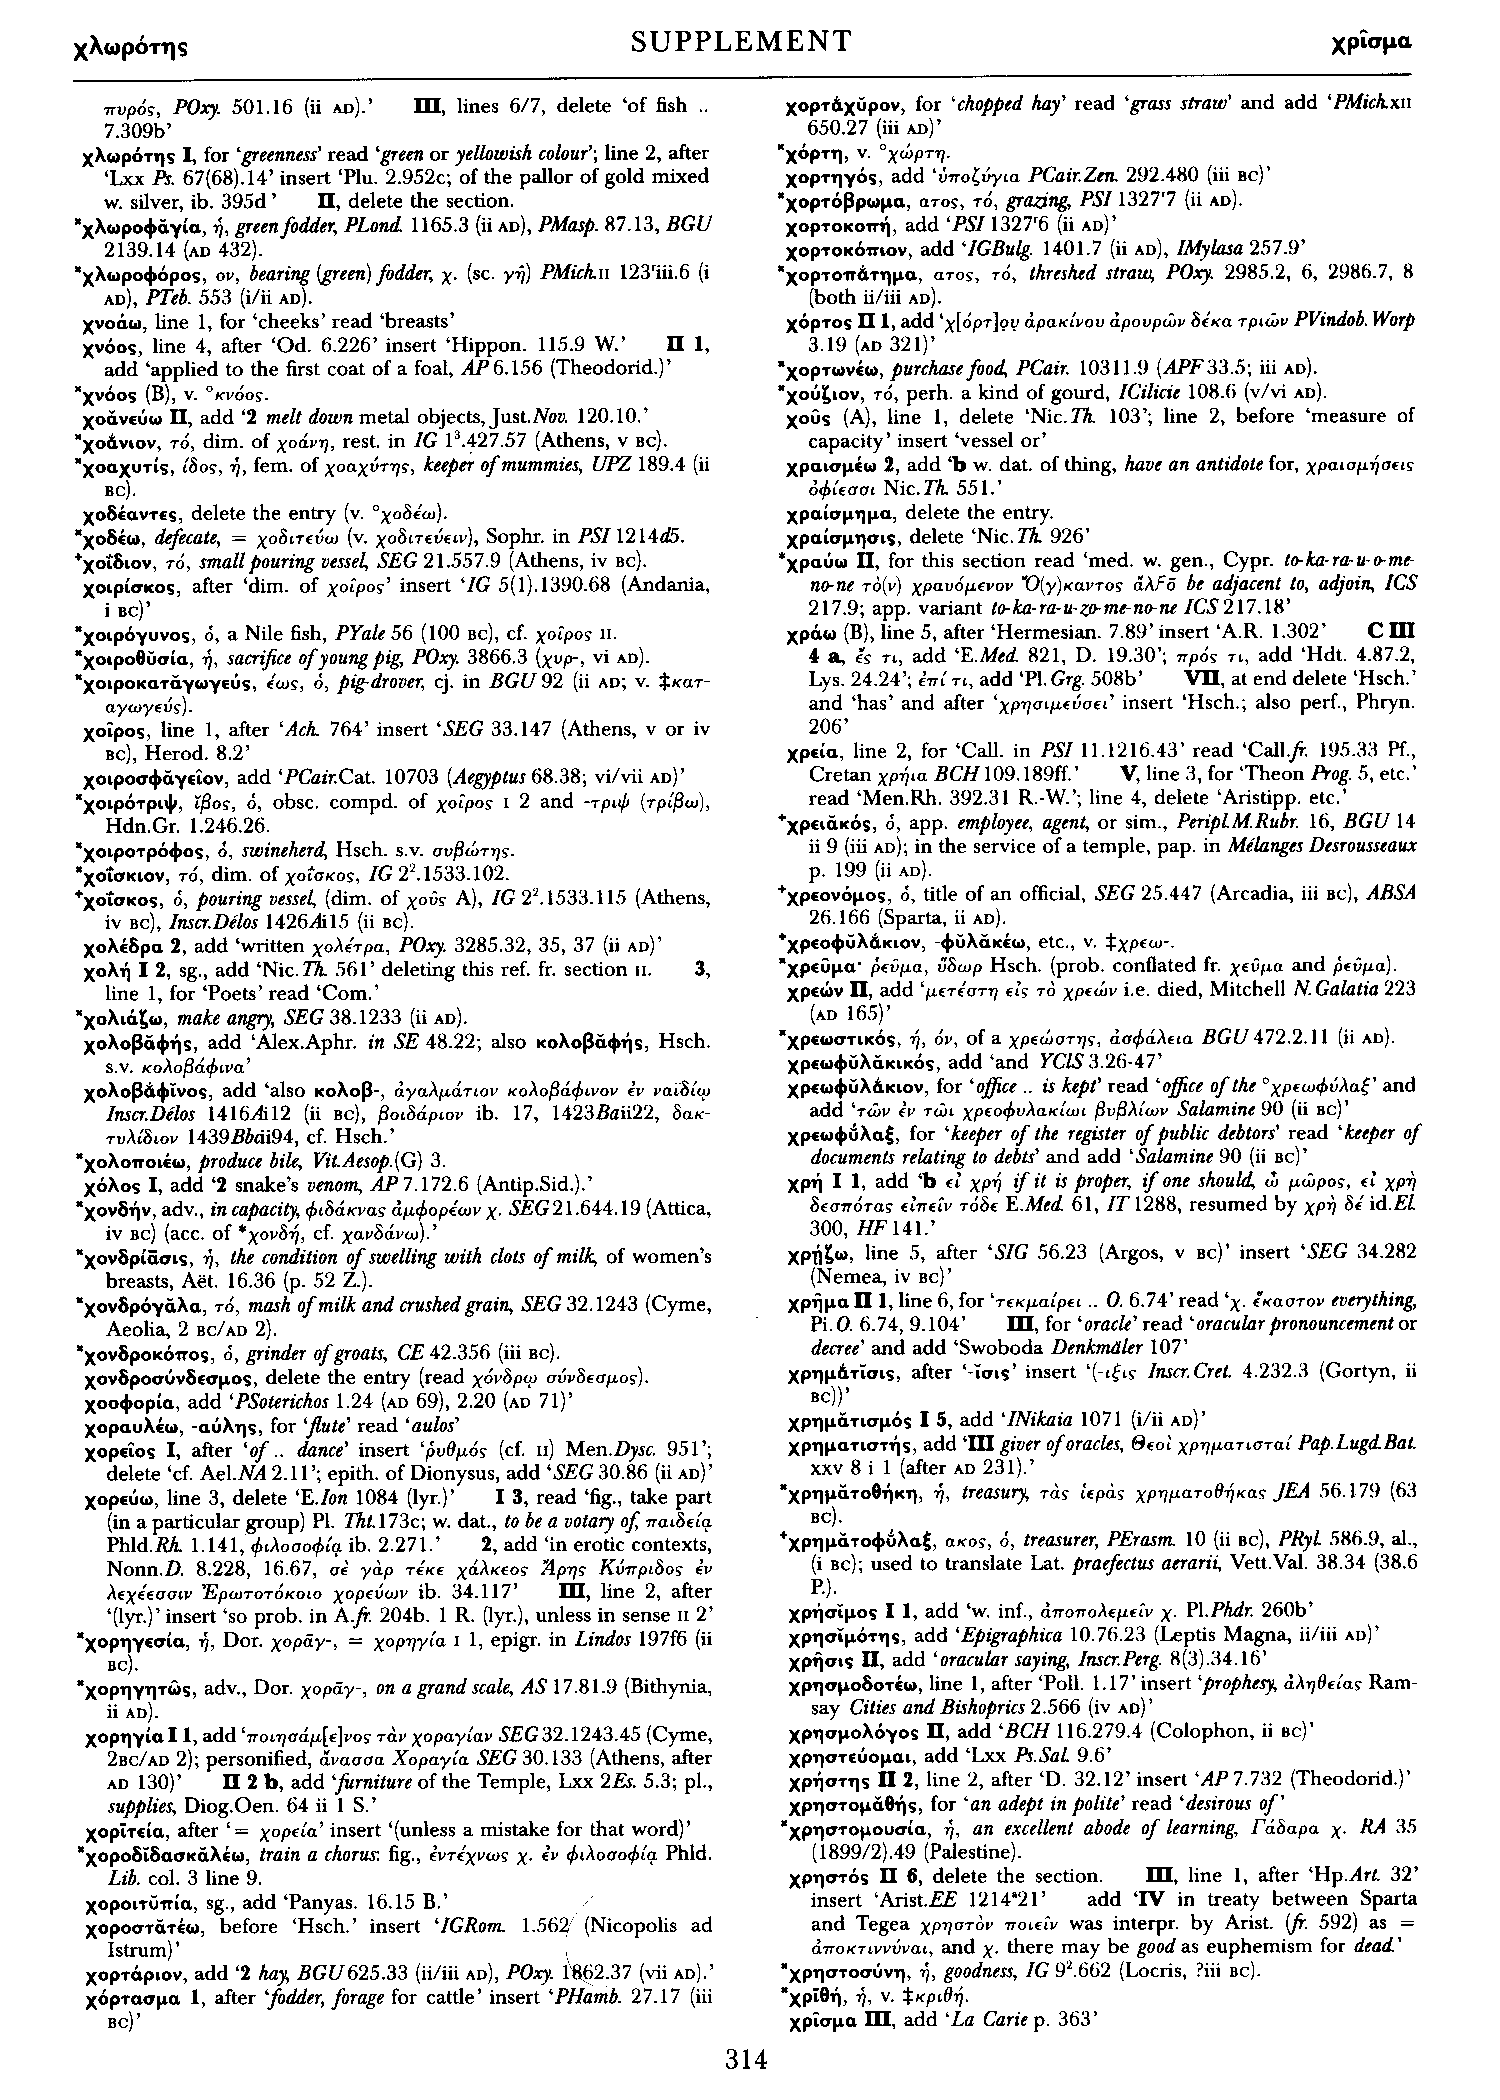 χλωρότης
SUPPLEMENT
χρῖσμα
πυρός, POxy. 501.16 (ii AD).’ III, lines 6/7, delete ‘of fish ..
7.309b’
χλωρότης I, for ‘greenness’ read ‘green or yellowish colour’; line 2, after
‘Lxx Ps. 67(68).14’ insert ‘Plu. 2.952c; of the pallor of gold mixed
w. silver, ib. 395d’ II, delete the section.
*χλωροφᾰγία, ἡ, green fodder, PLond. 1165.3 (ii AD), PMasp. 87.13, BGU
2139.14 (AD 432).
*χλωροφόρος, ον, bearing (green) fodder, χ. (sc. γῆ) PMich.II 123ʳiii.6 (i
AD), PTeb. 553 (i/ii AD).
χνοάω, line 1, for ‘cheeks’ read ‘breasts’
χνόος, line 4, after ‘Od. 6.226’ insert ‘Hippon. 115.9 W.’ II 1,
add ‘applied to the first coat of a foal, AP 6.156 (Theodorid.)’
*χνόος (B), v. °κνόος.
χοᾰνεύω II, add ‘2 melt down metal objects, Just.Nov. 120.10.’
*χοάνιον, τό, dim. of χοάνη, rest. in IG 1³.427.57 (Athens, v BC).
*χοαχυτίς, ίδος, ἡ, fem. of χοαχύτης, keeper of mummies, UPZ 189.4 (ii
BC).
χοδέαντες, delete the entry (v. °χοδέω).
*χοδέω, defecate, = χοδιτεύω (v. χοδιτεύειν), Sophr. in PSI 1214d5.
⁺χοΐδιον, τό, small pouring vessel, SEG 21.557.9 (Athens, iv BC).
χοιρίσκος, after ‘dim. of χοῖρος’ insert ‘IG 5(1).1390.68 (Andania,
i BC)’
*χοιρόγυνος, ὁ, a Nile fish, PYale 56 (100 BC), cf. χοῖρος II.
*χοιροθῠσία, ἡ, sacrifice of young pig, POxy. 3866.3 (χυρ-, vi AD).
*χοιροκατᾰγωγεύς, έως, ὁ, pig-drover, cj. in BGU 92 (ii AD; v. ‡κατ-
αγωγεύς).
χοῖρος, line 1, after ‘Ach. 764’ insert ‘SEG 33.147 (Athens, v or iv
BC), Herod. 8.2’
χοιροσφᾰγεῖον, add ‘PCair.Cat. 10703 (Aegyptus 68.38; vi/vii AD)’
*χοιρότριψ, ῐβος, ὁ, obsc. compd. of χοῖρος I 2 and -τριψ (τρίβω),
Hdn.Gr. 1.246.26.
*χοιροτρόφος, ὁ, swineherd, Hsch. s.v. συβώτης.
*χοΐσκιον, τό, dim. of χοΐσκος, IG 2².1533.102.
⁺χοΐσκος, ὁ, pouring vessel, (dim. of χοῦς A), IG 2².1533.115 (Athens,
iv BC), Inscr.Délos 1426Ai15 (ii BC).
χολέδρα 2, add ‘written χολέτρα, POxy. 3285.32, 35, 37 (ii AD)’
χολή I 2, sg., add ‘Nic.Th. 561’ deleting this ref. fr. section II. 3,
line 1, for ‘Poets’ read ‘Com.’
*χολιάζω, make angry, SEG 38.1233 (ii AD).
χολοβᾰφής, add ‘Alex.Aphr. in SE 48.22; also κολοβᾰφής, Hsch.
s.v. κολοβάφινα’
χολοβάφῐνος, add ‘also κολοβ-, ἀγαλμάτιον κολοβάφινον ἐν ναϊδίῳ
Inscr.Délos 1416Ai12 (ii BC), βοιδάριον ib. 17, 1423Baii22, δακ-
τυλίδιον 1439Bbαii94, cf. Hsch.’
*χολοποιέω, produce bile, Vit.Aesop.(G) 3.
χόλος I, add ‘2 snake’s venom, AP 7.172.6 (Antip.Sid.).’
*χονδήν, adv., in capacity, φιδάκνας ἀμφορέων χ. SEG 21.644.19 (Attica,
iv BC) (acc. of *χονδή, cf. χανδάνω).’
*χονδρίᾱσις, ἡ, the condition of swelling with clots of milk, of women’s
breasts, Aët. 16.36 (p. 52 Z.).
*χονδρόγᾰλα, τό, mash of milk and crushed grain, SEG 32.1243 (Cyme,
Aeolia, 2 BC/AD 2).
*χονδροκόπος, ὁ, grinder of groats, CE 42.356 (iii BC).
χονδροσύνδεσμος, delete the entry (read χόνδρῳ σύνδεσμος).
χοοφορία, add ‘PSoterichos 1.24 (AD 69), 2.20 (AD 71)’
χοραυλέω, -αύλης, for ‘flute’ read ‘aulos’
χορεῖος I, after ‘of .. dance’ insert ‘ῥυθμός (cf. II) Men.Dysc. 951’;
delete ‘cf. Ael.NA 2.11’; epith. of Dionysus, add ‘SEG 30.86 (ii AD)’
χορεύω, line 3, delete ‘E.Ion 1084 (lyr.)’ I 3, read ‘fig., take part
(in a particular group) Pl. Tht.173c; w. dat., to be a votary of, παιδείᾳ
Phld.Rh. 1.141, φιλοσοφίᾳ ib. 2.271.’ 2, add ‘in erotic contexts,
Nonn.D. 8.228, 16.67, σὲ γὰρ τέκε χάλκεος Ἄρης Κύπριδος ἐν
λεχέεσσιν Ἐρωτοτόκοιο χορεύων ib. 34.117’ III, line 2, after
‘(lyr.)’ insert ‘so prob. in A.fr. 204b. 1 R. (lyr.), unless in sense II 2’
*χορηγεσία, ἡ, Dor. χορᾱγ-, = χορηγία I 1, epigr. in Lindos 197f6 (ii
BC).
*χορηγητῶς, adv., Dor. χορᾱγ-, on a grand scale, AS 17.81.9 (Bithynia,
ii AD).
χορηγία I 1, add ‘ποιησάμ[ε]νος τὰν χοραγίαν SEG 32.1243.45 (Cyme,
2BC/AD 2); personified, ἄνασσα Χοραγία SEG 30.133 (Athens, after
AD 130)’ II 2 b, add ‘furniture of the Temple, Lxx 2Es. 5.3; pl.,
supplies, Diog.Oen. 64 ii 1 S.’
χορῑτεία, after ‘= χορεία’ insert ‘(unless a mistake for that word)’
*χοροδῐδασκᾰλέω, train a chorus: fig., ἐντέχνως χ. ἐν φιλοσοφίᾳ Phld.
Lib. col. 3 line 9.
χοροιτῠπία, sg., add ‘Panyas. 16.15 B.’
χοροστᾰτέω, before ‘Hsch.’ insert ‘IGRom. 1.562 (Nicopolis ad
Istrum)’
χορτάριον, add ‘2 hay, BGU 625.33 (ii/iii AD), POxy. 1862.37 (vii AD).’
χόρτασμα 1, after ‘fodder, forage for cattle’ insert ‘PHamb. 27.17 (iii
BC)’
χορτάχῠρον, for ‘chopped hay’ read ‘grass straw’ and add ‘PMich.XII
650.27 (iii AD)’
*χόρτη, v. °χώρτη.
χορτηγός, add ‘ὑποζύγια PCair.Zen. 292.480 (iii BC)’
*χορτόβρωμα, ατος, τό, grazing, PSI 1327ʳ7 (ii AD).
χορτοκοπή, add ‘PSI 1327ʳ6 (ii AD)’
χορτοκόπιον, add ‘IGBulg. 1401.7 (ii AD), IMylasa 257.9’
*χορτοπάτημα, ατος, τό, threshed straw, POxy. 2985.2, 6, 2986.7, 8
(both ii/iii AD).
χόρτος II 1, add ‘χ[όρτ]ου ἀρακίνου ἀρουρῶν δέκα τριῶν PVindob. Worp
3.19 (AD 321)’
*χορτωνέω, purchase food, PCair. 10311.9 (APF 33.5; iii AD).
*χούζιον, τό, perh. a kind of gourd, ICilicie 108.6 (v/vi AD).
χοῦς (A), line 1, delete ‘Nic.Th. 103’; line 2, before ‘measure of
capacity’ insert ‘vessel or’
χραισμέω 2, add ‘b w. dat. of thing, have an antidote for, χραισμήσεις
ὀφίεσσι Nic.Th. 551.’
χραίσμημα, delete the entry.
χραίσμησις, delete ‘Nic.Th. 926’
*χραύω II, for this section read ‘med. w. gen., Cypr. to-ka-ra-u-o-me-
no-ne τὸ(ν) χραυόμενον Ὀ(γ)καντος ἄλϝō be adjacent to, adjoin, ICS
217.9; app. variant to-ka-ra-u-zo-me-no-ne ICS 217.18’
χράω (B), line 5, after ‘Hermesian. 7.89’ insert ‘A.R. 1.302’ C III
4 a, ἔς τι, add ‘E.Med. 821, D. 19.30’; πρός τι, add ‘Hdt. 4.87.2,
Lys. 24.24’; ἐπί τι, add ‘Pl.Grg. 508b’ VII, at end delete ‘Hsch.’
and ‘has’ and after ‘χρησιμεύσει’ insert ‘Hsch.; also perf., Phryn.
206’
χρεία, line 2, for ‘Call. in PSI 11.1216.43’ read ‘Call.fr. 195.33 Pf.,
Cretan χρήια BCH 109.189ff.’ V, line 3, for ‘Theon Prog. 5, etc.’
read ‘Men.Rh. 392.31 R.-W.’; line 4, delete ‘Aristipp. etc.’
⁺χρειᾰκός, ὁ, app. employee, agent, or sim., Peripl.M.Rubr. 16, BGU 14
ii 9 (iii AD); in the service of a temple, pap. in Mélanges Desrousseaux
p. 199 (ii AD).
⁺χρεονόμος, ὁ, title of an official, SEG 25.447 (Arcadia, iii BC), ABSA
26.166 (Sparta, ii AD).
⁺χρεοφῠλάκιον, -φῠλᾰκέω, etc., v. ‡χρεω-.
*χρεῦμα· ῥεῦμα, ὕδωρ Hsch. (prob. conflated fr. χεῦμα and ῥεῦμα).
χρεών II, add ‘μετέστη εἰς τὸ χρεών i.e. died, Mitchell N.Galatia 223
(AD 165)’
*χρεωστικός, ή, όν, of a χρεώστης, ἀσφάλεια BGU 472.2.11 (ii AD).
χρεωφῠλᾰκικός, add ‘and YClS 3.26-47’
χρεωφῠλάκιον, for ‘office .. is kept’ read ‘office of the °χρεωφύλαξ’ and
add ‘τῶν ἐν τῶι χρεοφυλακίωι βυβλίων Salamine 90 (ii BC)’
χρεωφύλαξ, for ‘keeper of the register of public debtors’ read ‘keeper of
documents relating to debts’ and add ‘Salamine 90 (ii BC)’
χρή I 1, add ‘b εἰ χρή if it is proper, if one should, ὦ μῶρος, εἰ χρὴ
δεσπότας εἰπεῖν τόδε E.Med. 61, IT 1288, resumed by χρὴ δέ id.El.
300, HF 141.’
χρῄζω, line 5, after ‘SIG 56.23 (Argos, v BC)’ insert ‘SEG 34.282
(Nemea, iv BC)’
χρῆμα II 1, line 6, for ‘τεκμαίρει .. O. 6.74’ read ‘χ. ἕκαστον everything,
Pi.O. 6.74, 9.104’ III, for ‘oracle’ read ‘oracular pronouncement or
decree’ and add ‘Swoboda Denkmäler 107’
χρημάτῐσις, after ‘-ῐσις’ insert ‘(-ιξις Inscr.Cret. 4.232.3 (Gortyn, ii
BC))’
χρημᾰτισμός I 5, add ‘INikaia 1071 (i/ii AD)’
χρηματιστής, add ‘III giver of oracles, Θεοὶ χρηματισταί Pap.Lugd.Bat.
XXV 8 i 1 (after AD 231).’
*χρημᾰτοθήκη, ἡ, treasury, τὰς ἱερὰς χρηματοθήκας JEA 56.179 (63
BC).
⁺χρημᾰτοφύλαξ, ακος, ὁ, treasurer, PErasm. 10 (ii BC), PRyl. 586.9, al.,
(i BC); used to translate Lat. praefectus aerarii, Vett.Val. 38.34 (38.6
P.).
χρήσῐμος I 1, add ‘w. inf., ἀποπολεμεῖν χ. Pl.Phdr. 260b’
χρησῐμότης, add ‘Epigraphica 10.76.23 (Leptis Magna, ii/iii AD)’
χρῆσις II, add ‘oracular saying, Inscr.Perg. 8(3).34.16’
χρησμοδοτέω, line 1, after ‘Poll. 1.17’ insert ‘prophesy, ἀληθείας Ram-
say Cities and Bishoprics 2.566 (iv AD)’
χρησμολόγος II, add ‘BCH 116.279.4 (Colophon, ii BC)’
χρηστεύομαι, add ‘Lxx Ps.Sal. 9.6’
χρήστης II 2, line 2, after ‘D. 32.12’ insert ‘AP 7.732 (Theodorid.)’
χρηστομᾰθής, for ‘an adept in polite’ read ‘desirous of’
*χρηστομουσία, ἡ, an excellent abode of learning, Γάδαρα χ. RA 35
(1899/2).49 (Palestine).
χρηστός II 6, delete the section. III, line 1, after ‘Hp.Art. 32’
insert ‘Arist.EE 1214ᵃ21’ add ‘IV in treaty between Sparta
and Tegea χρηστὸν ποιεῖν was interpr. by Arist. (fr. 592) as =
ἀποκτιννύναι, and χ. there may be good as euphemism for dead.’
*χρηστοσύνη, ἡ, goodness, IG 9².662 (Locris, ?iii BC).
*χρῑθή, ἡ, v. ‡κριθή.
χρῖσμα III, add ‘La Carie p. 363’
314